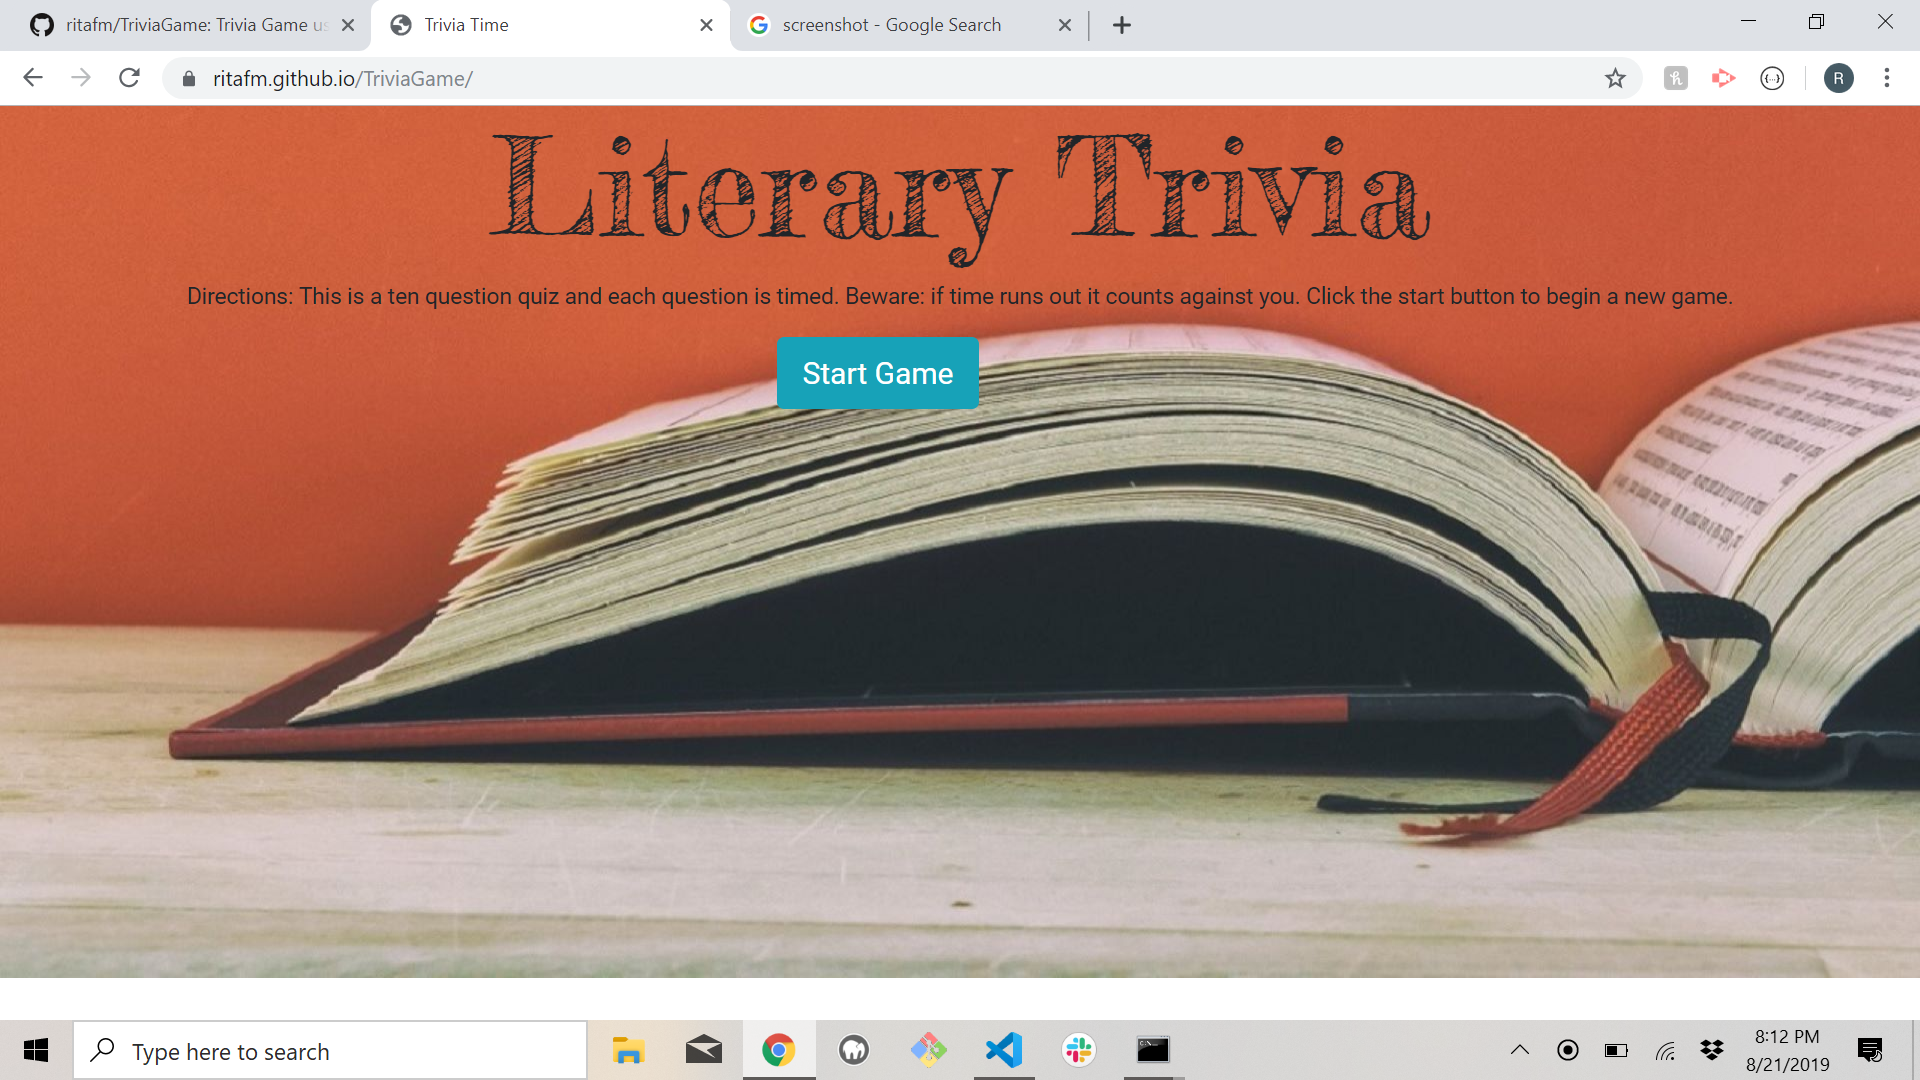 ritafm/TriviaGame: Trivia Game us
Trivia Time
screenshot - Google Search
ritafm.github.io/TriviaGame/
R
Literary Trivia
Directions: This is a ten question quiz and each question is timed. Beware: if time runs out it counts against you. Click the start button to begin a new game.
Start Game
Type here to search
8:12 PM
8/21/2019